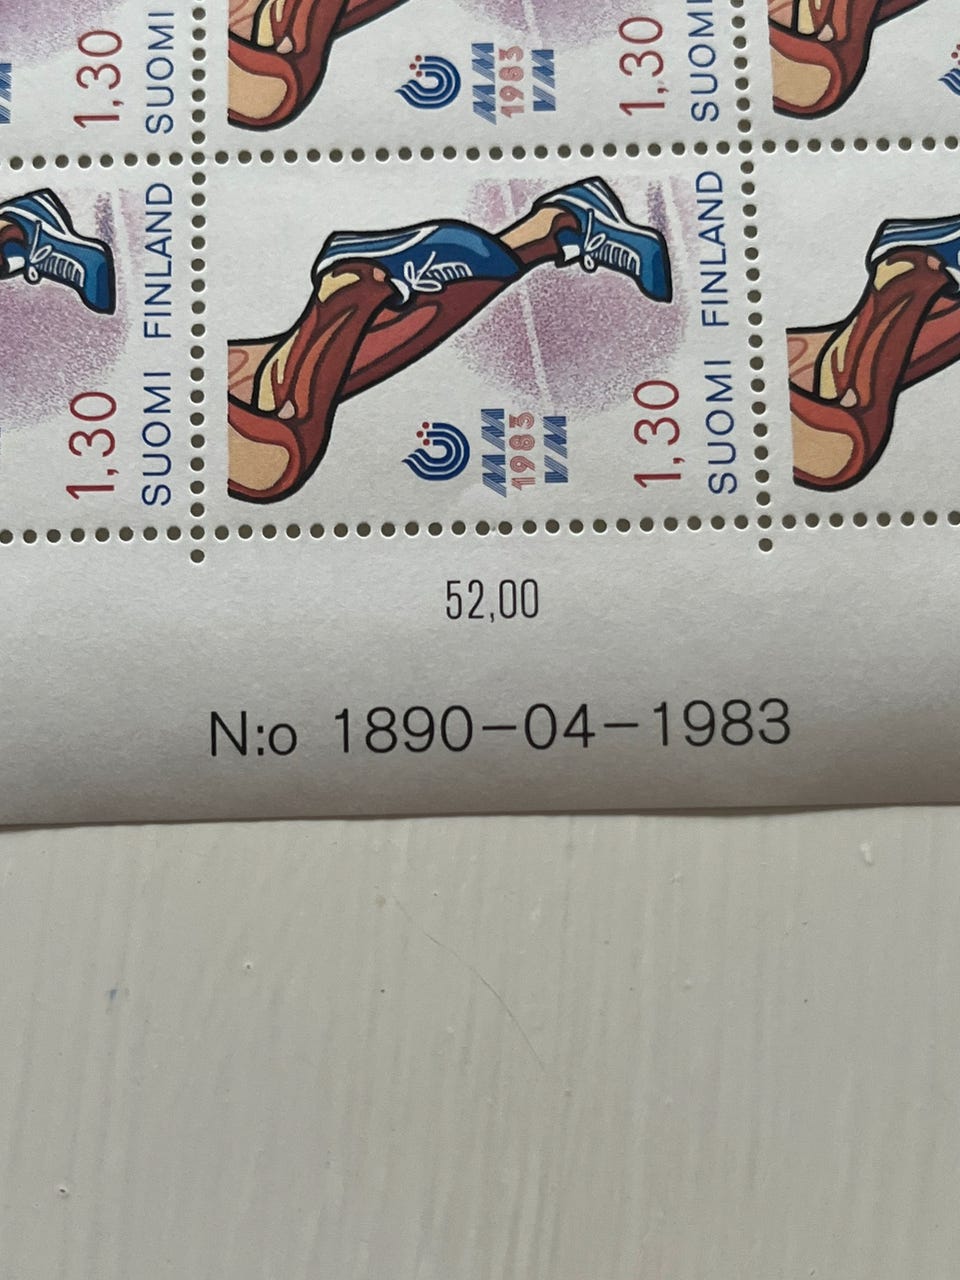 1,30
SUOMI
MM
1983
VM
1,30
SUOMI
1,30
SUOMI FINLAND
MM
1983
VM
1,30
SUOMI FINLAND
52,00
N:o 1890-04-1983